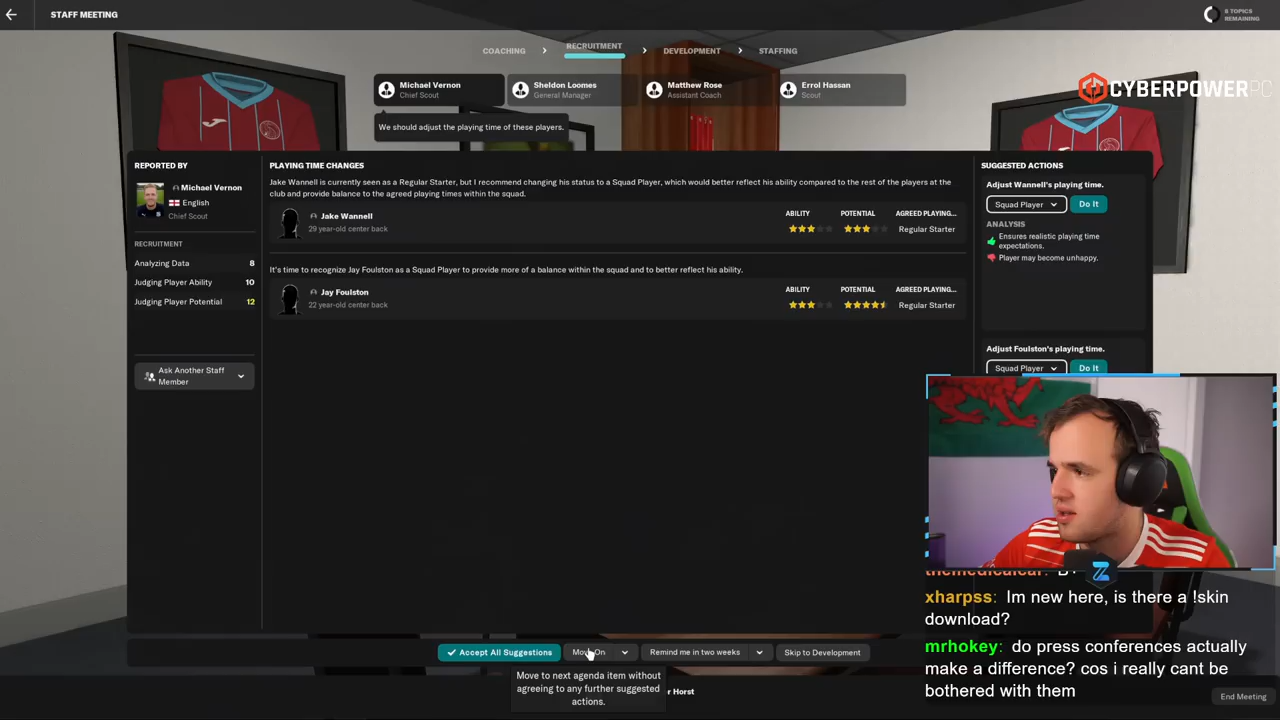 STAFF MEETING
8 TOPICS
REMAINING
COACHING
RECRUITMENT
DEVELOPMENT
STAFFING
Michael Vernon
Chief Scout
Sheldon Loomes
General Manager
Matthew Rose
Assistant Coach
Errol Hassan
Scout
CYBERPOWERPC
We should adjust the playing time of these players.
REPORTED BY
Michael Vernon
English
Chief Scout
RECRUITMENT
Analyzing Data 8
Judging Player Ability 10
Judging Player Potential 12
Ask Another Staff
Member
PLAYING TIME CHANGES
Jake Wannell is currently seen as a Regular Starter, but I recommend changing his status to a Squad Player, which would better reflect his ability compared to the rest of the players at the
club and provide balance to the agreed playing times within the squad.
Jake Wannell
29 year-old center back
ABILITY POTENTIAL AGREED PLAYING...
Regular Starter
It's time to recognize Jay Foulston as a Squad Player to provide more of a balance within the squad and to better reflect his ability.
Jay Foulston
22 year-old center back
ABILITY POTENTIAL AGREED PLAYING...
Regular Starter
SUGGESTED ACTIONS
Adjust Wannell's playing time.
Squad Player Do It
ANALYSIS
Ensures realistic playing time
expectations.
Player may become unhappy.
Adjust Foulston's playing time.
Squad Player Do It
xharpss: Im new here, is there a !skin
download?
mrhokey: do press conferences actually
make a difference? cos i really cant be
bothered with them
Accept All Suggestions
Move On
Remind me in two weeks
Skip to Development
Move to next agenda item without
agreeing to any further suggested
actions.
r Horst
End Meeting